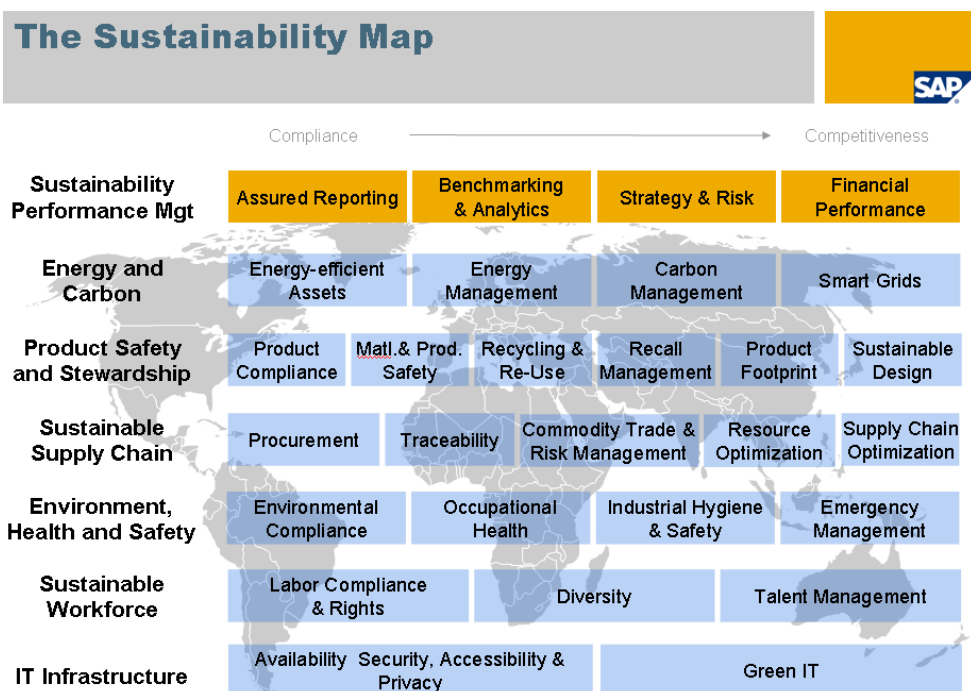 The Sustainability Map
SAP
Compliance
Competitiveness
Sustainability
Performance Mgt
Assured Reporting
Benchmarking
& Analytics
Strategy & Risk
Financial
Performance
Energy and
Carbon
Energy-efficient
Assets
Energy
Management
Carbon
Management
Smart Grids
Product Safety
and Stewardship
Product
Compliance
Matl.& Prod.
Safety
Recycling &
Re-Use
Recall
Management
Product
Footprint
Sustainable
Design
Sustainable
Supply Chain
Procurement
Traceability
Commodity Trade &
Risk Management
Resource
Optimization
Supply Chain
Optimization
Environment,
Health and Safety
Environmental
Compliance
Occupational
Health
Industrial Hygiene
& Safety
Emergency
Management
Sustainable
Workforce
Labor Compliance
& Rights
Diversity
Talent Management
IT Infrastructure
Availability Security, Accessibility &
Privacy
Green IT